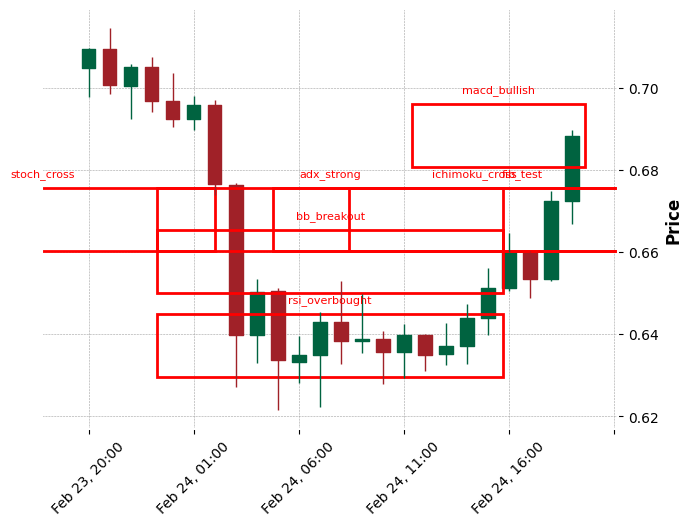 macd_bullish
0.70
stoch_cross
adx_strong
ichimoku_cross
fib_test
0.68
bb_breakout
Price
0.66
rsi_overbought
0.64
0.62
Feb 23, 20:00
Feb 24, 01:00
Feb 24, 06:00
Feb 24, 11:00
Feb 24, 16:00